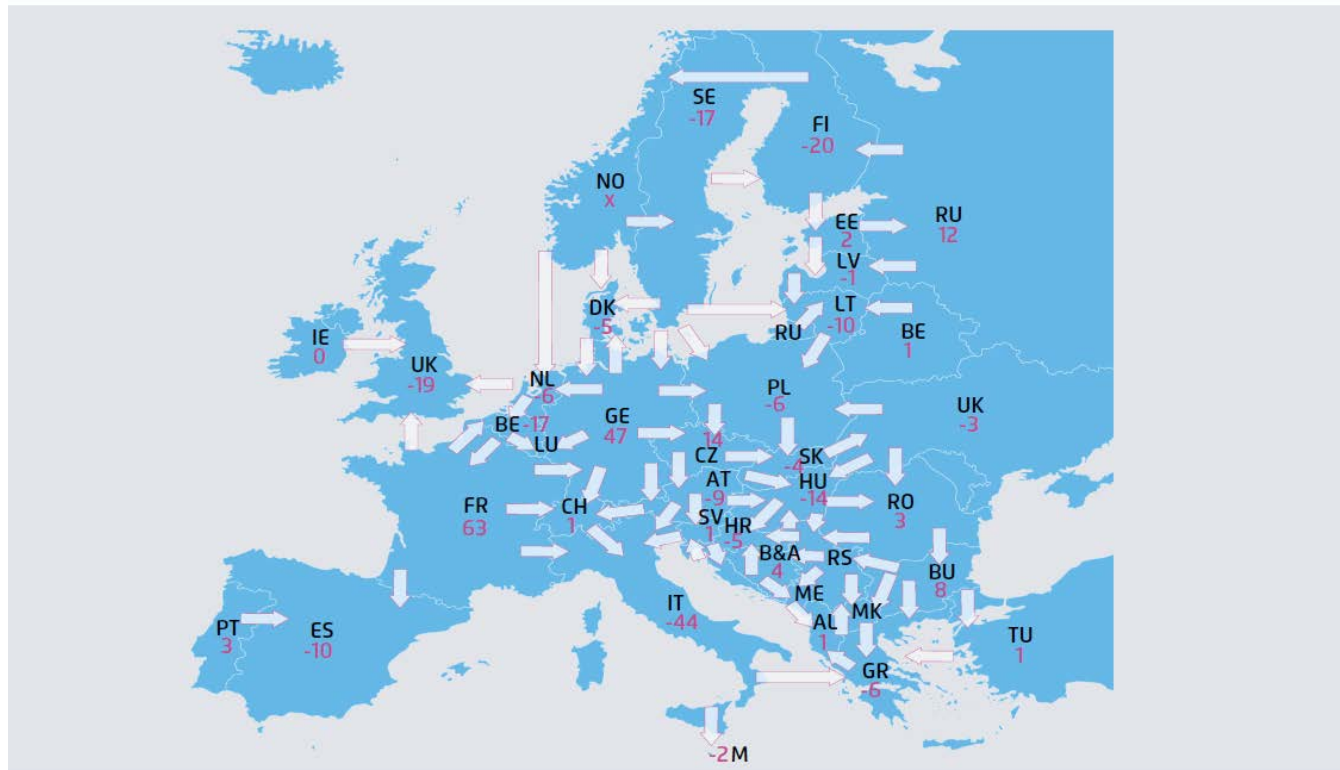 SE
-17
FI
-20
NO
x
EE
2
RU
12
LV
-1
DK
-5
LT
-10
RU
BE
1
IE
0
UK
-19
NL
-6
PL
-6
UK
-3
BE -17
GE
47
LU
14
CZ
SK
-4
AT
-9
HU
-14
FR
63
CH
1
RO
3
SV
1
HR
-5
B&A
4
RS
BU
8
ME
MK
IT
-44
AL
1
PT
3
ES
-10
TU
1
GR
-6
-2 M